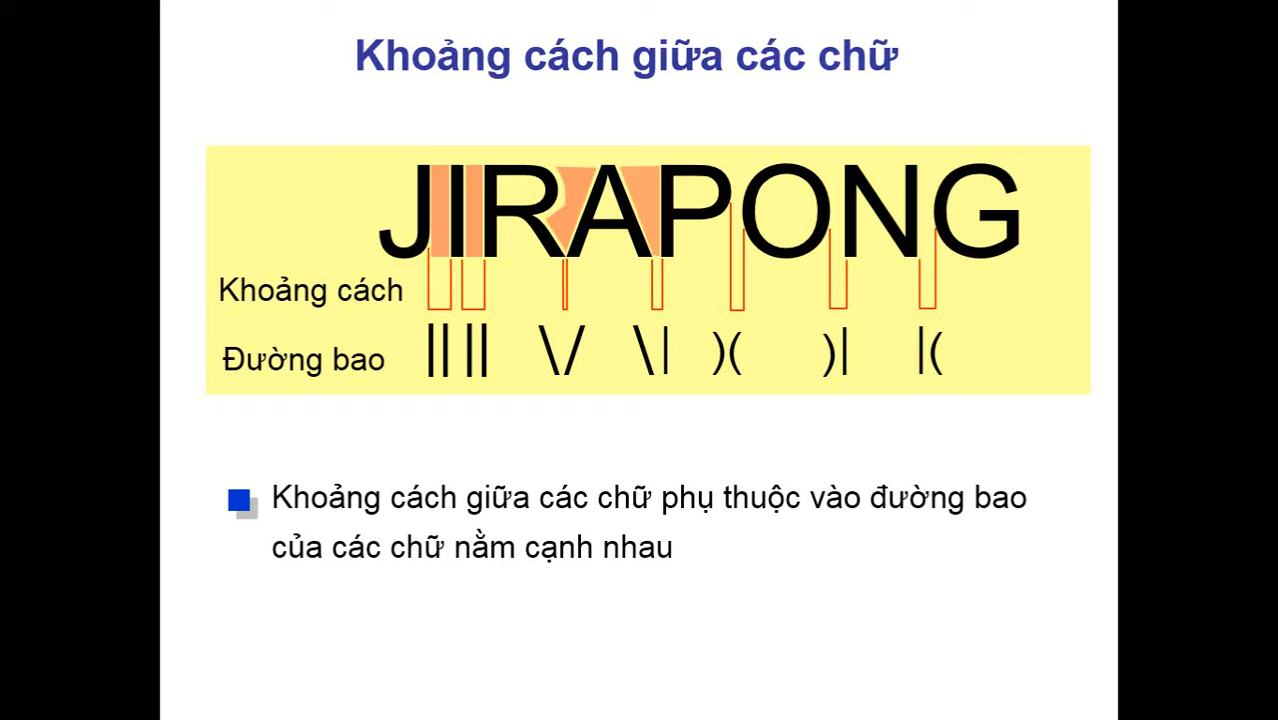 Khoảng cách giữa các chữ
JIRAPONG
Khoảng cách
Đường bao || || \/ \| )( )| |(
Khoảng cách giữa các chữ phụ thuộc vào đường bao
của các chữ nằm cạnh nhau